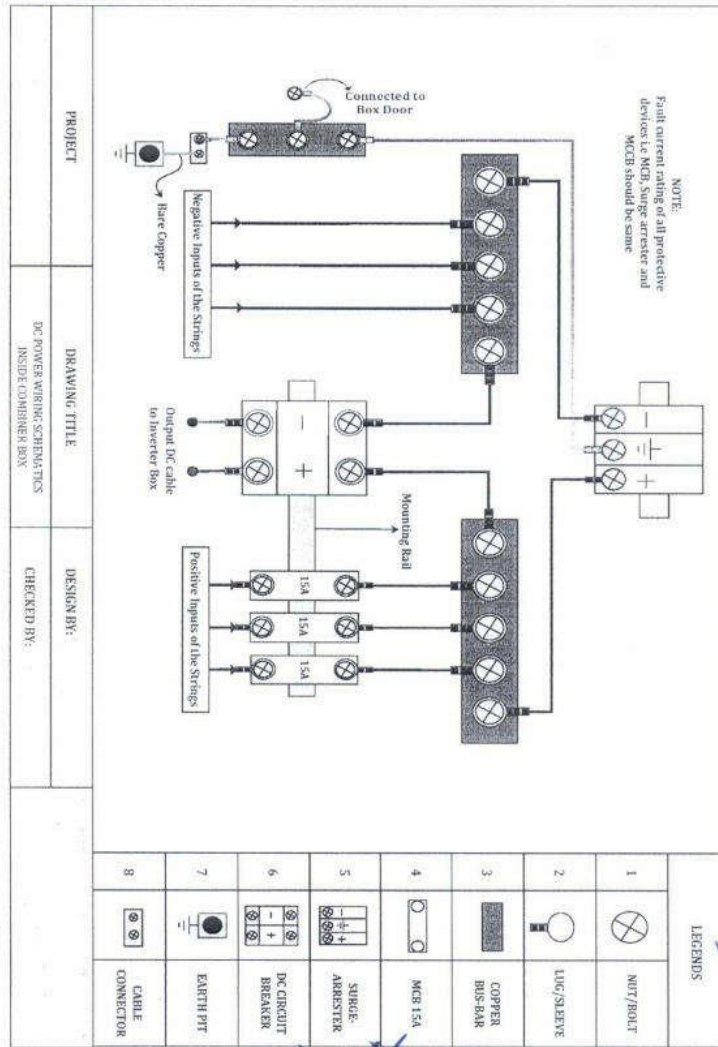 NOTE:
Fault current rating of all protective
devices i.e MCB, Surge arrester and
MCCB should be same
Connected to
Box Door
Bare Copper
Negative Inputs of the Strings
Output DC cable
to Inverter Box
Mounting Rail
Positive Inputs of the Strings
15A
15A
15A
- +
- +
LEGENDS
1 NUT/BOLT
2 LUG/SLEEVE
3 COPPER
BUS-BAR
4 MCB 15A
5 SURGE-
ARRESTER
- +
6 DC CIRCUIT
BREAKER
- +
7 EARTH PIT
8 CABLE
CONNECTOR
PROJECT
DRAWING TITLE
DC POWER WIRING SCHEMATICS
INSIDE COMBINER BOX
DESIGN BY:
CHECKED BY: